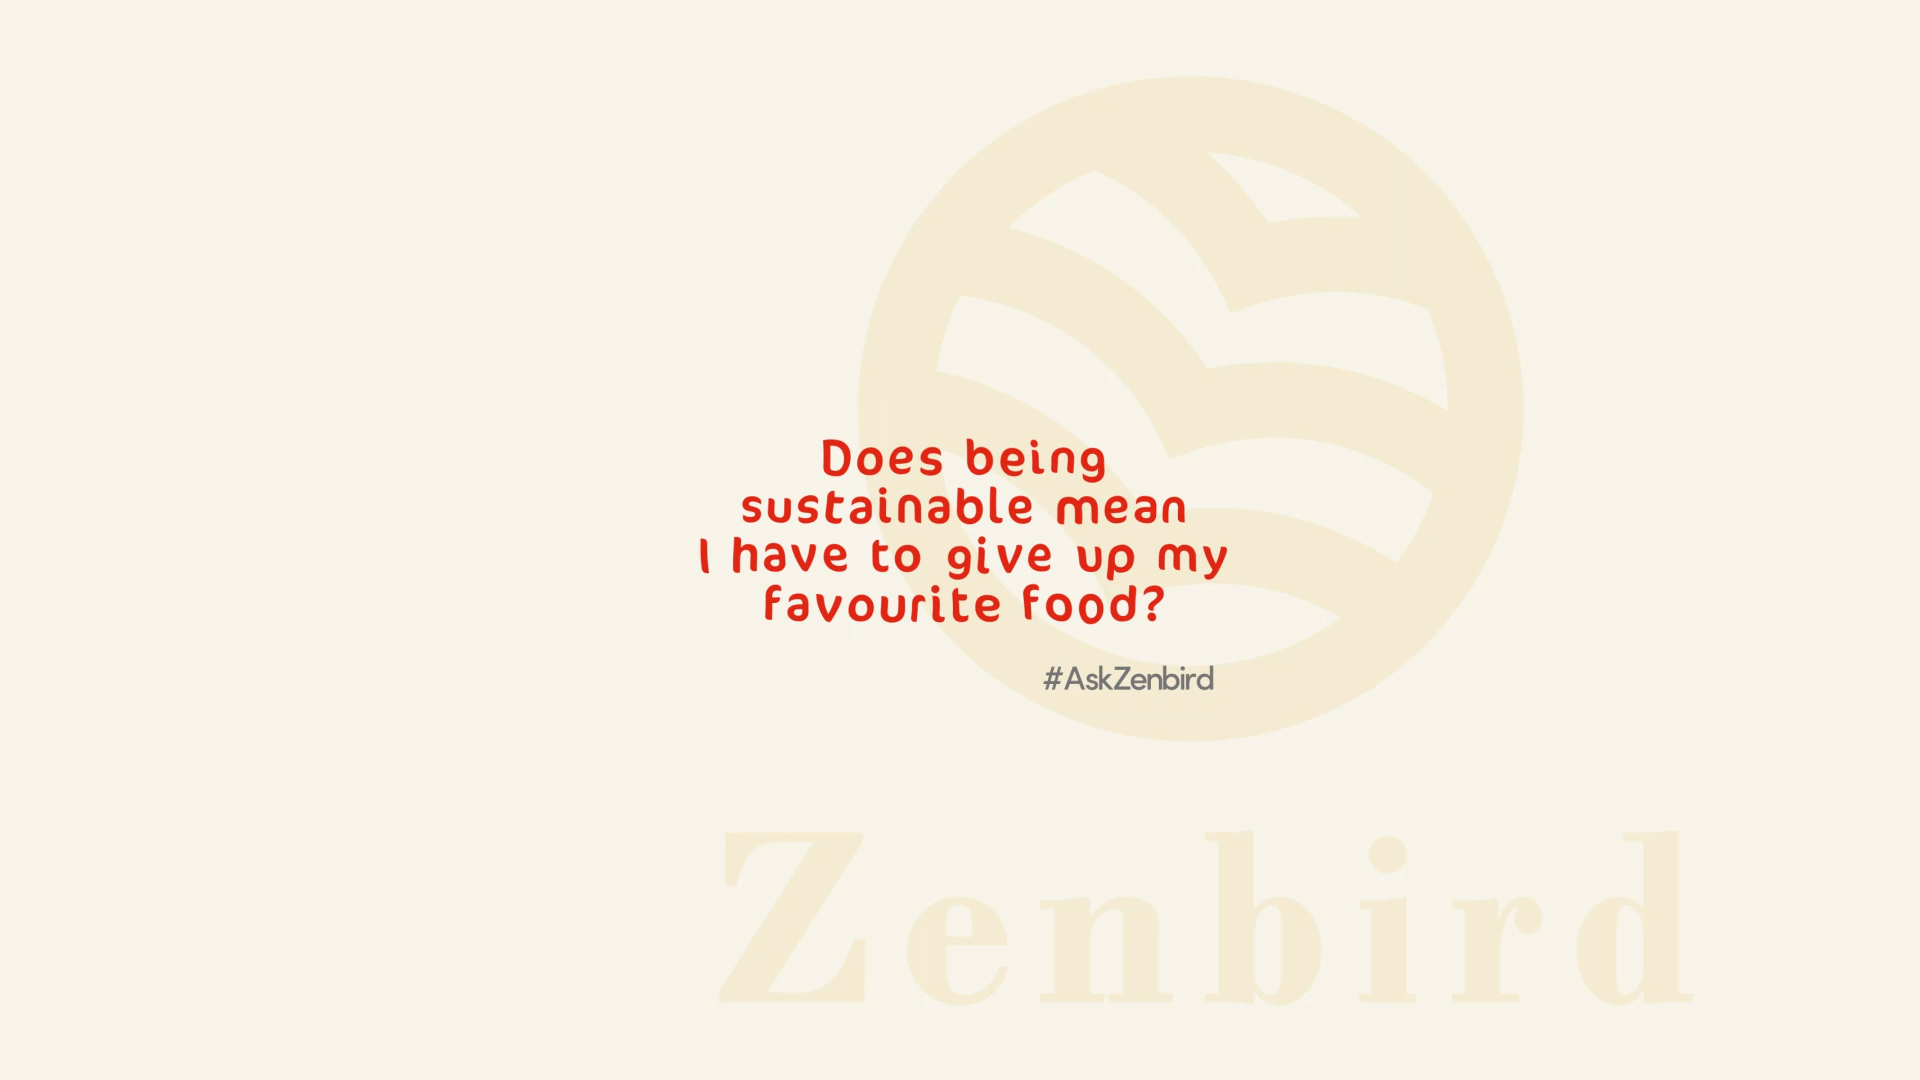 Does being
sustainable mean
I have to give up my
favourite food?
#AskZenbird
Zenbird